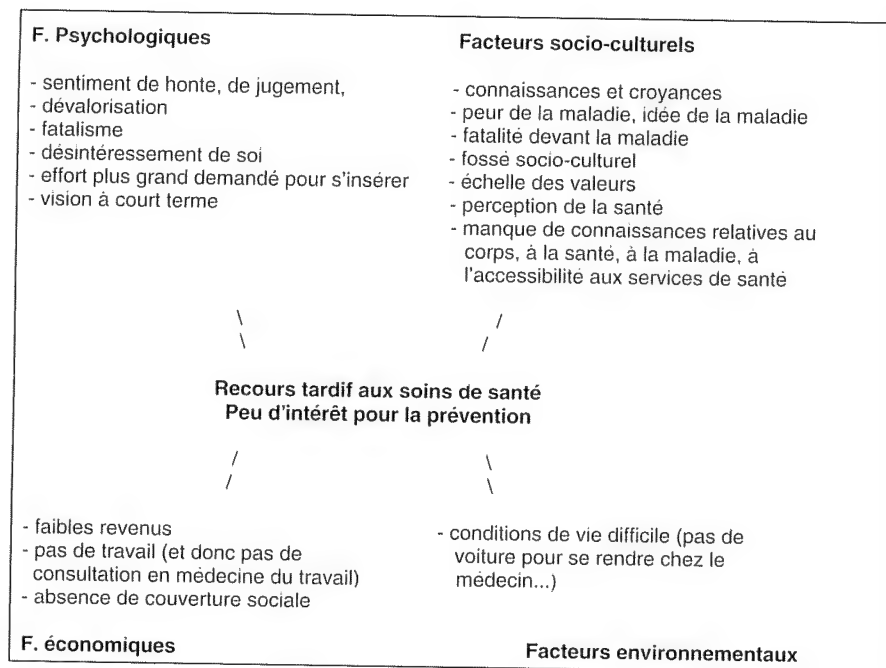 F. Psychologiques
- sentiment de honte, de jugement,
- dévalorisation
- fatalisme
- désintéressement de soi
- effort plus grand demandé pour s'insérer
- vision à court terme
Facteurs socio-culturels
- connaissances et croyances
- peur de la maladie, idée de la maladie
- fatalité devant la maladie
- fossé socio-culturel
- échelle des valeurs
- perception de la santé
- manque de connaissances relatives au
corps, à la santé, à la maladie, à
l'accessibilité aux services de santé
Recours tardif aux soins de santé
Peu d'intérêt pour la prévention
- faibles revenus
- pas de travail (et donc pas de
consultation en médecine du travail)
- absence de couverture sociale
F. économiques
- conditions de vie difficile (pas de
voiture pour se rendre chez le
médecin...)
Facteurs environnementaux